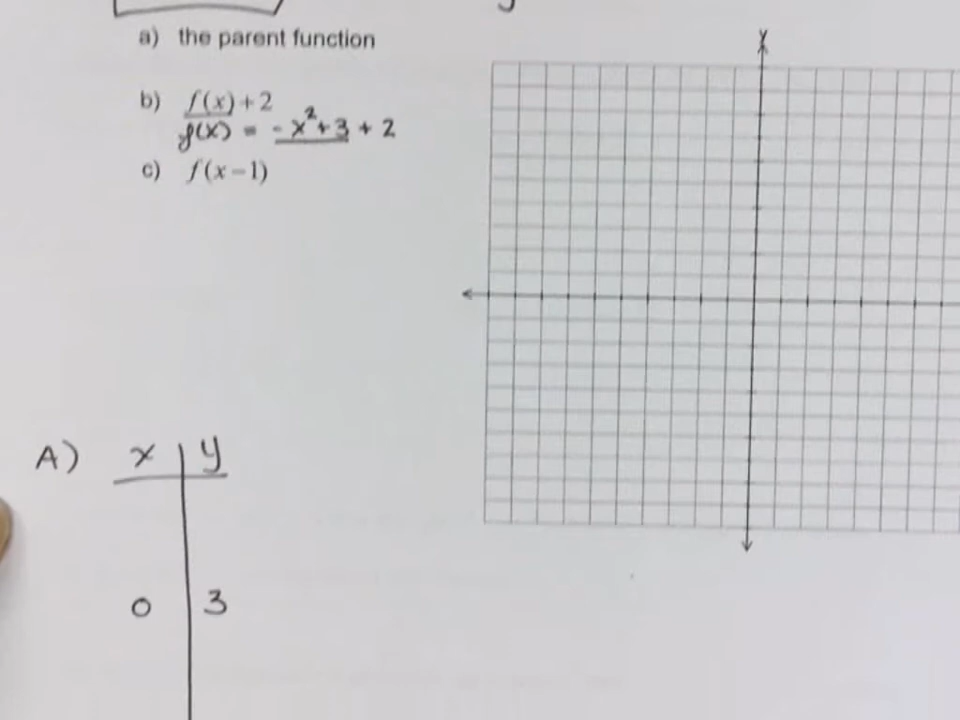 a) the parent function
b) f(x)+2
g(x) = -x²+3 + 2
c) f(x-1)
y
A) x y
0 3